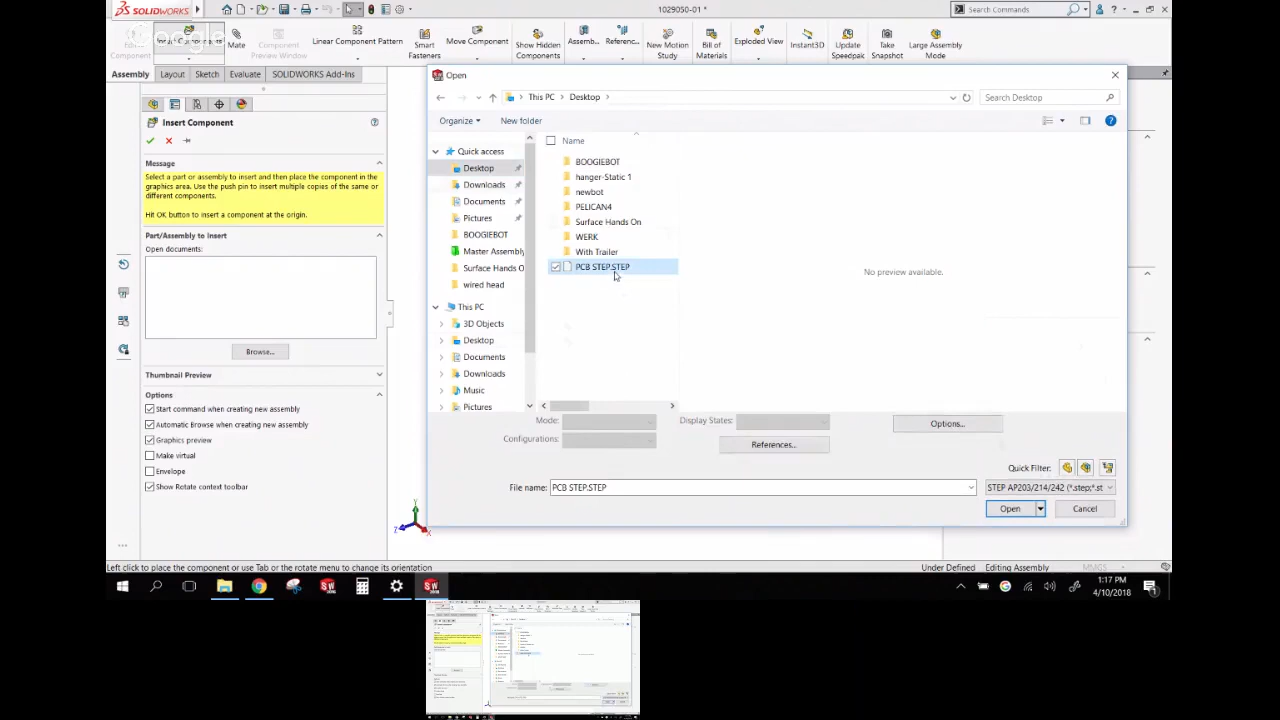 SOLIDWORKS
1029050-01 *
Search Commands
Edit Component
Mate
Component Preview Window
Linear Component Pattern
Smart Fasteners
Move Component
Show Hidden Components
Assemb...
Referenc...
New Motion Study
Bill of Materials
Exploded View
Instant3D
Update Speedpak
Take Snapshot
Large Assembly Mode
Google
Assembly
Layout
Sketch
Evaluate
SOLIDWORKS Add-Ins
Insert Component
Message
Select a part or assembly to insert and then place the component in the
graphics area. Use the push pin to insert multiple copies of the same or
different components.
Hit OK button to insert a component at the origin.
Part/Assembly to Insert
Open documents:
Browse...
Thumbnail Preview
Options
Start command when creating new assembly
Automatic Browse when creating new assembly
Graphics preview
Make virtual
Envelope
Show Rotate context toolbar
Open
This PC > Desktop >
Search Desktop
Organize
New folder
Quick access
Desktop
Downloads
Documents
Pictures
BOOGIEBOT
Master Assembly
Surface Hands O
wired head
This PC
3D Objects
Desktop
Documents
Downloads
Music
Pictures
Name
BOOGIEBOT
hanger-Static 1
newbot
PELICAN4
Surface Hands On
WERK
With Trailer
PCB STEP.STEP
No preview available.
Mode:
Display States:
Options...
Configurations:
References...
Quick Filter:
File name:
PCB STEP.STEP
STEP AP203/214/242 (*.step;*.st
Open
Cancel
Y
Z
X
Left click to place the component or use Tab or the rotate menu to change its orientation
Under Defined
Editing Assembly
MMGS
1:17 PM
4/10/2018